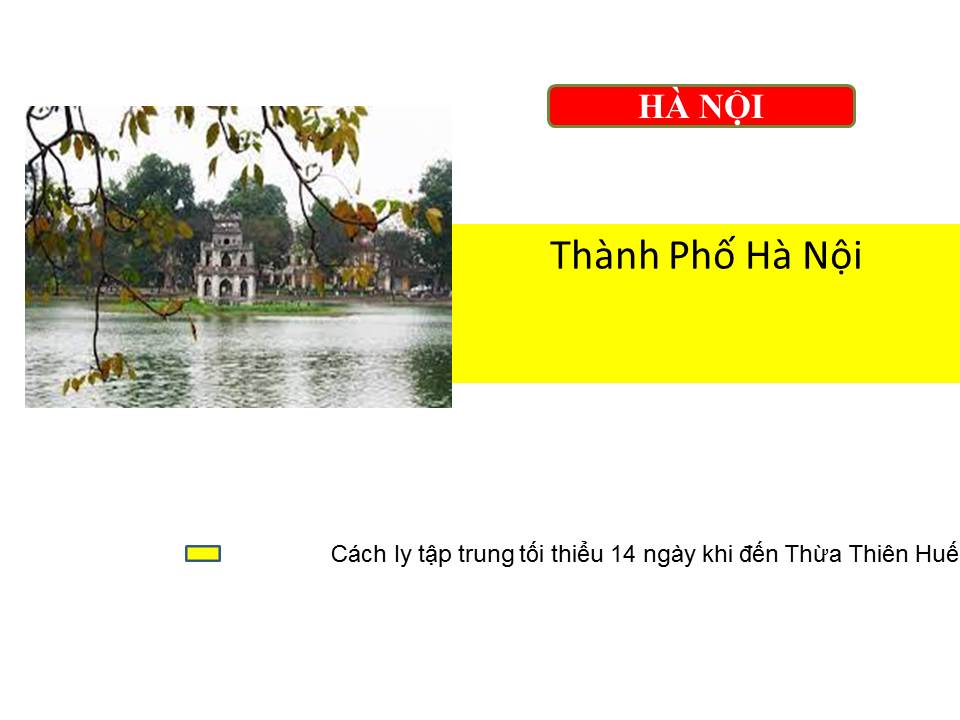 HÀ NỘI
Thành Phố Hà Nội
Cách ly tập trung tối thiểu 14 ngày khi đến Thừa Thiên Huế